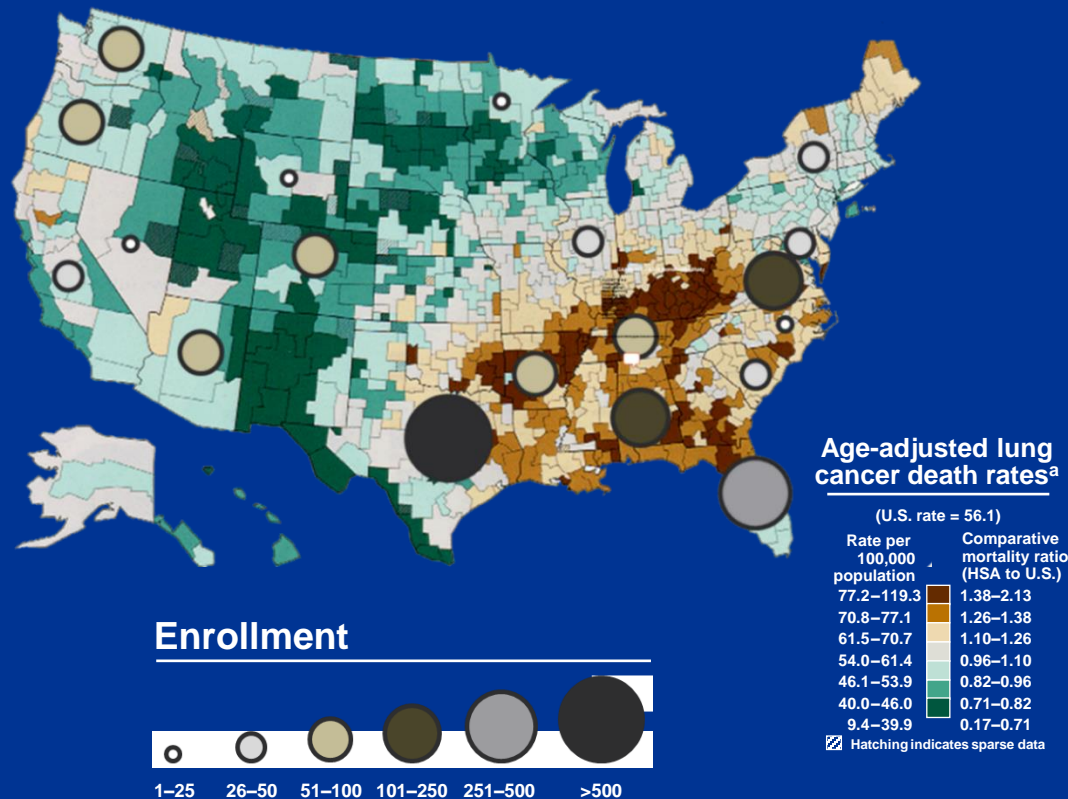 Age-adjusted lung
cancer death ratesa
(U.S. rate = 56.1)
Rate per
100,000
population
Comparative
mortality ratio
(HSA to U.S.)
77.2–119.3 1.38–2.13
70.8–77.1 1.26–1.38
61.5–70.7 1.10–1.26
54.0–61.4 0.96–1.10
46.1–53.9 0.82–0.96
40.0–46.0 0.71–0.82
9.4–39.9 0.17–0.71
Hatching indicates sparse data
Enrollment
1–25 26–50 51–100 101–250 251–500 >500